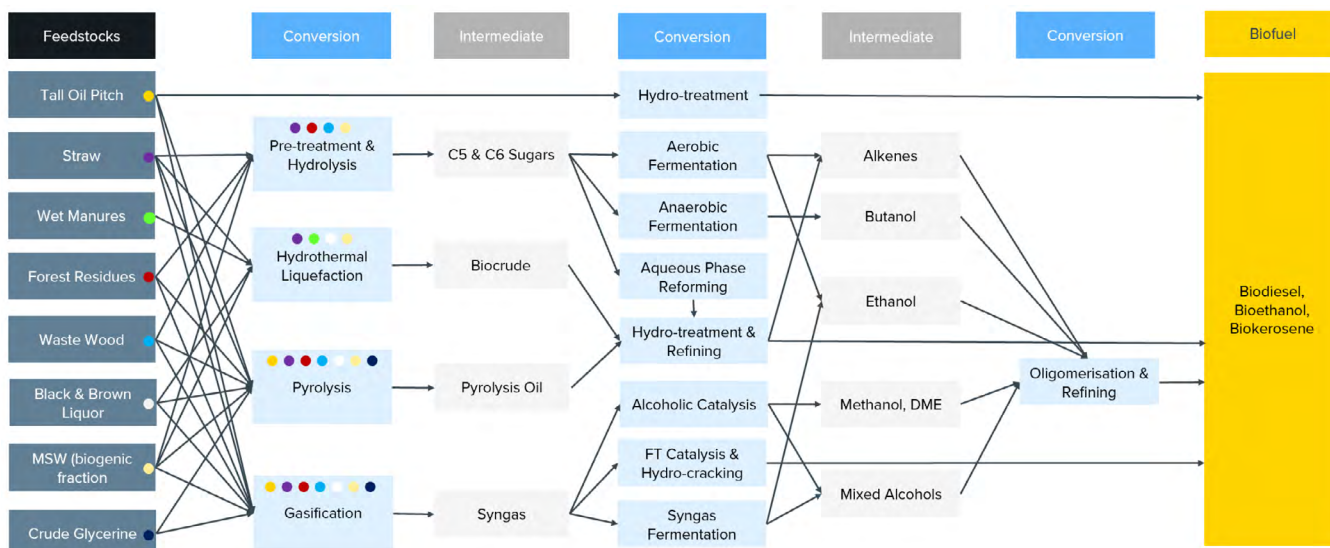 Feedstocks
Conversion
Intermediate
Conversion
Intermediate
Conversion
Biofuel
Tall Oil Pitch
Hydro-treatment
Straw
Pre-treatment &
Hydrolysis
C5 & C6 Sugars
Aerobic
Fermentation
Alkenes
Wet Manures
Anaerobic
Fermentation
Butanol
Forest Residues
Hydrothermal
Liquefaction
Biocrude
Aqueous Phase
Reforming
Ethanol
Biodiesel,
Bioethanol,
Biokerosene
Waste Wood
Hydro-treatment &
Refining
Black & Brown
Liquor
Pyrolysis
Pyrolysis Oil
Oligomerisation &
Refining
Alcoholic Catalysis
Methanol, DME
MSW (biogenic
fraction
FT Catalysis &
Hydro-cracking
Mixed Alcohols
Crude Glycerine
Gasification
Syngas
Syngas
Fermentation